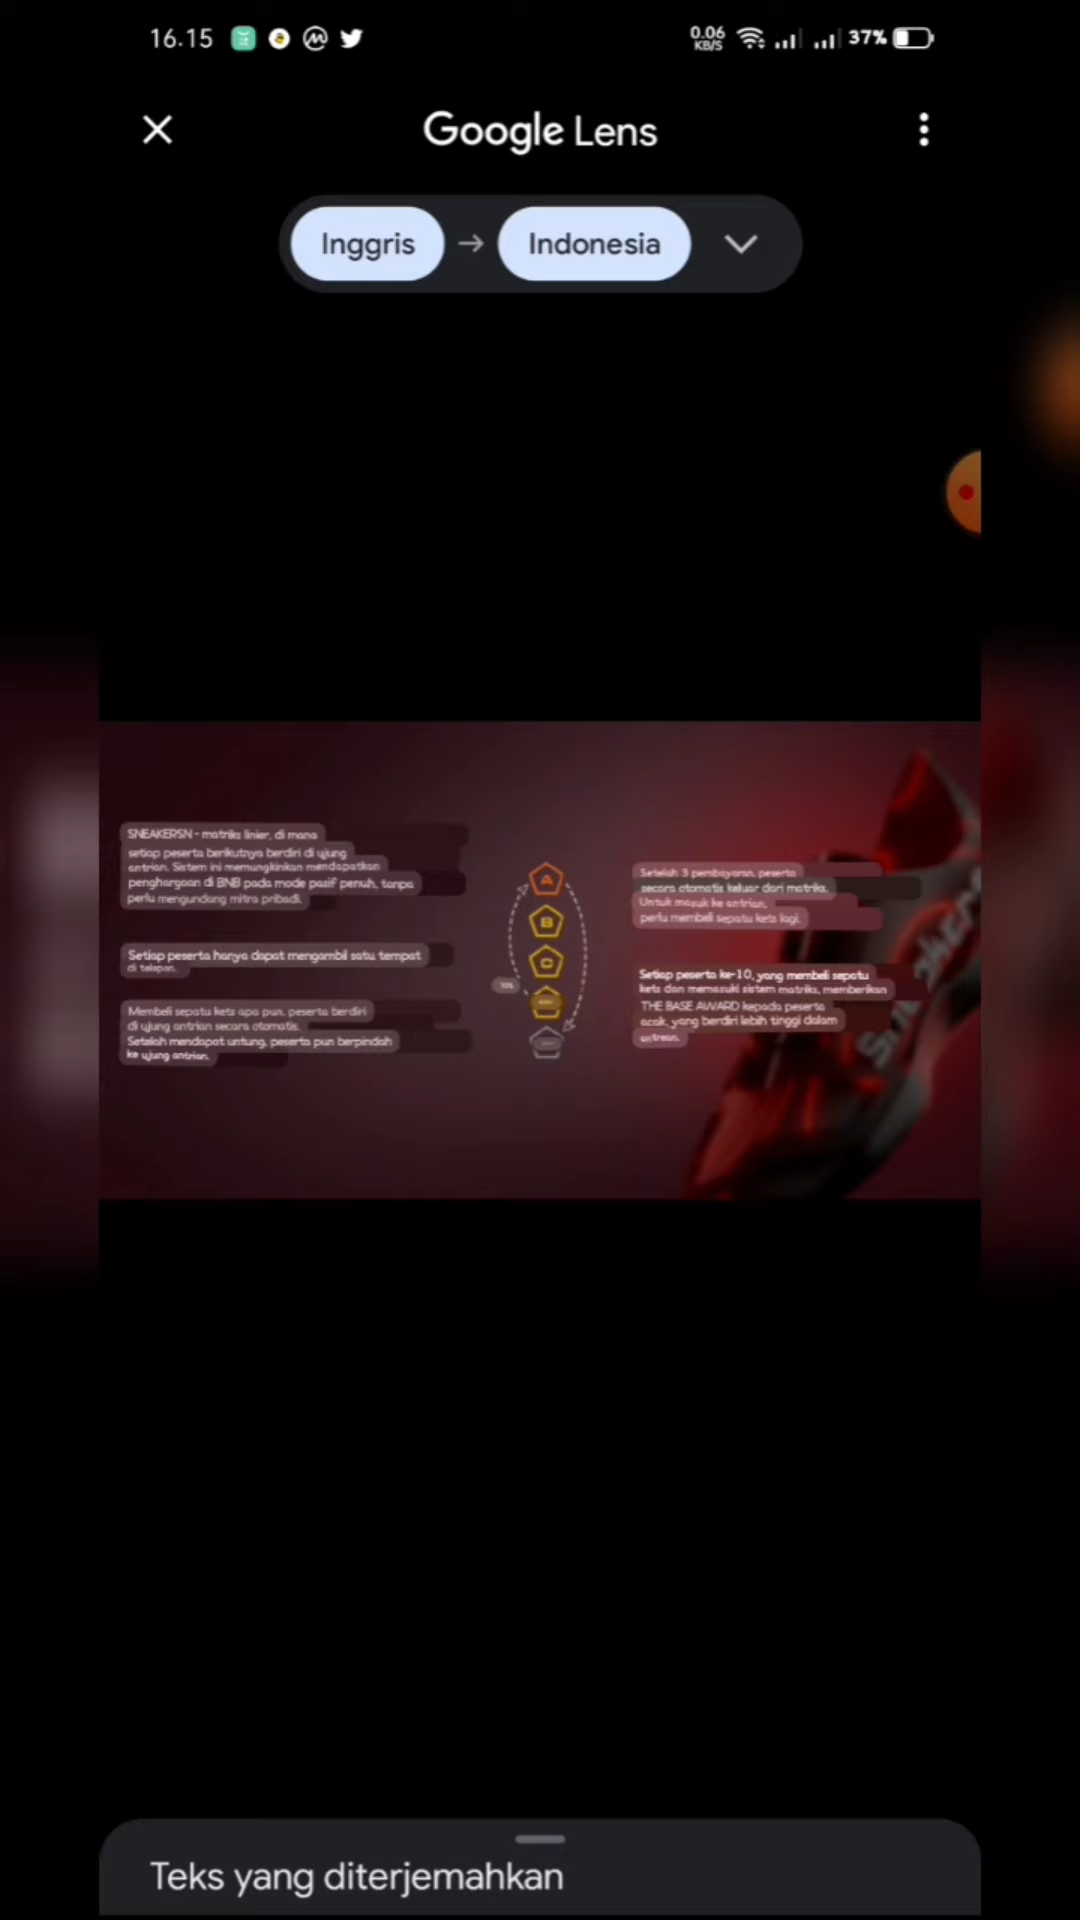 16.15
0.06
KB/S
37%
Google Lens
Inggris → Indonesia
SNEAKERSN - matriks linier, di mana
setiap peserta berikutnya berdiri di ujung
antrian. Sistem ini memungkinkan mendapatkan
penghargaan di BNB pada mode pasif penuh, tanpa
perlu mengundang mitra pribadi.
Setiap peserta hanya dapat mengambil satu tempat
di telepon.
Membeli sepatu kets apa pun, peserta berdiri
di ujung antrian secara otomatis.
Setelah mendapat untung, peserta pun berpindah
ke ujung antrian.
A
B
C
Setelah 3 pembayaran, peserta
secara otomatis keluar dari matriks.
Untuk masuk ke antrian,
perlu membeli sepatu kets lagi.
Setiap peserta ke-10, yang membeli sepatu
kets dan memasuki sistem matriks, memberikan
THE BASE AWARD kepada peserta
acak, yang berdiri lebih tinggi dalam
antrean.
Teks yang diterjemahkan